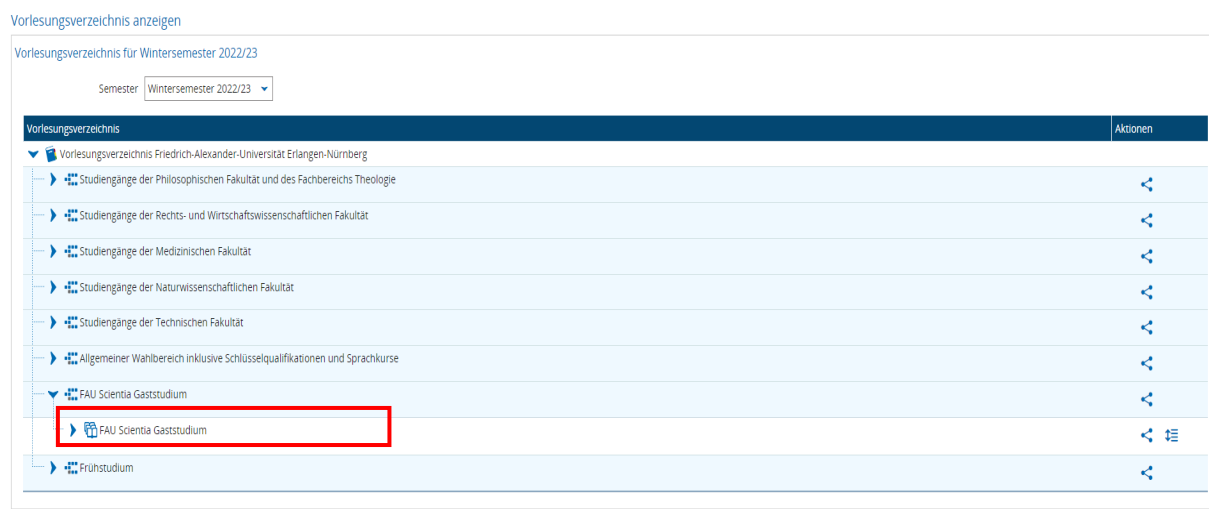 Vorlesungsverzeichnis anzeigen
Vorlesungsverzeichnis für Wintersemester 2022/23
Semester Wintersemester 2022/23
Vorlesungsverzeichnis Aktionen
Vorlesungsverzeichnis Friedrich-Alexander-Universität Erlangen-Nürnberg
Studiengänge der Philosophischen Fakultät und des Fachbereichs Theologie
Studiengänge der Rechts- und Wirtschaftswissenschaftlichen Fakultät
Studiengänge der Medizinischen Fakultät
Studiengänge der Naturwissenschaftlichen Fakultät
Studiengänge der Technischen Fakultät
Allgemeiner Wahlbereich inklusive Schlüsselqualifikationen und Sprachkurse
FAU Scientia Gaststudium
FAU Scientia Gaststudium
Frühstudium